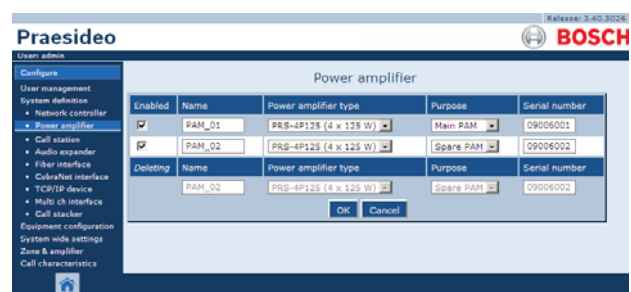 Release: 3.40.3026
Praesideo
BOSCH
User: admin
Configure
User management
System definition
• Network controller
• Power amplifier
• Call station
• Audio expander
• Fiber interface
• CobraNet interface
• TCP/IP device
• Multi ch interface
• Call stacker
Equipment configuration
System wide settings
Zone & amplifier
Call characteristics
Power amplifier
Enabled Name Power amplifier type Purpose Serial number
PAM_01 PRS-4P125 (4 x 125 W) Main PAM 09006001
PAM_02 PRS-4P125 (4 x 125 W) Spare PAM 09006002
Deleting Name Power amplifier type Purpose Serial number
PAM_02 PRS-4P125 (4 x 125 W) Spare PAM 09006002
OK Cancel